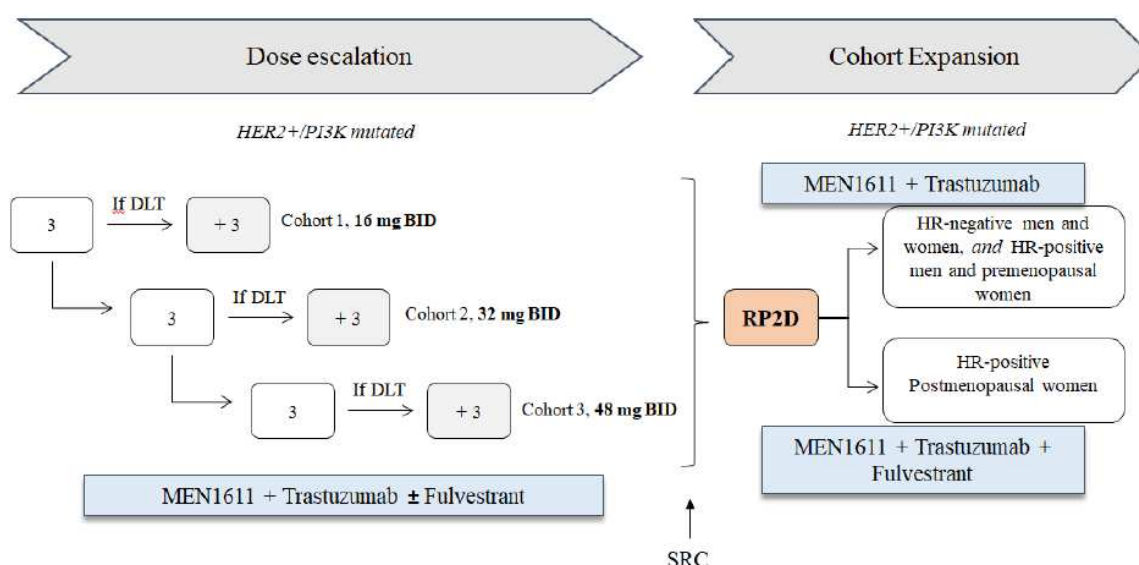 Dose escalation
Cohort Expansion
HER2+/PI3K mutated
HER2+/PI3K mutated
MEN1611 + Trastuzumab
3
If DLT
+ 3
Cohort 1, 16 mg BID
HR-negative men and
women, and HR-positive
men and premenopausal
women
3
If DLT
+ 3
Cohort 2, 32 mg BID
RP2D
3
If DLT
+ 3
Cohort 3, 48 mg BID
HR-positive
Postmenopausal women
MEN1611 + Trastuzumab +
Fulvestrant
MEN1611 + Trastuzumab ± Fulvestrant
SRC